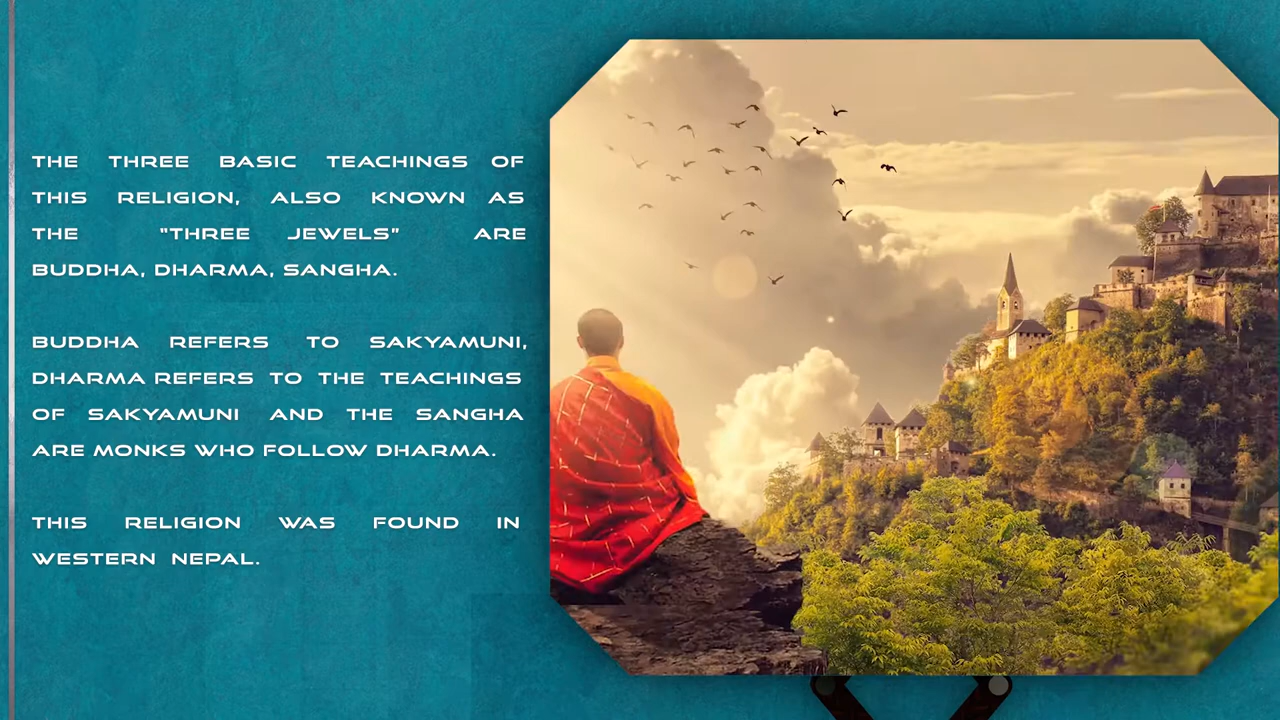 THE THREE BASIC TEACHINGS OF
THIS RELIGION, ALSO KNOWN AS
THE "THREE JEWELS" ARE
BUDDHA, DHARMA, SANGHA.
BUDDHA REFERS TO SAKYAMUNI,
DHARMA REFERS TO THE TEACHINGS
OF SAKYAMUNI AND THE SANGHA
ARE MONKS WHO FOLLOW DHARMA.
THIS RELIGION WAS FOUND IN
WESTERN NEPAL.